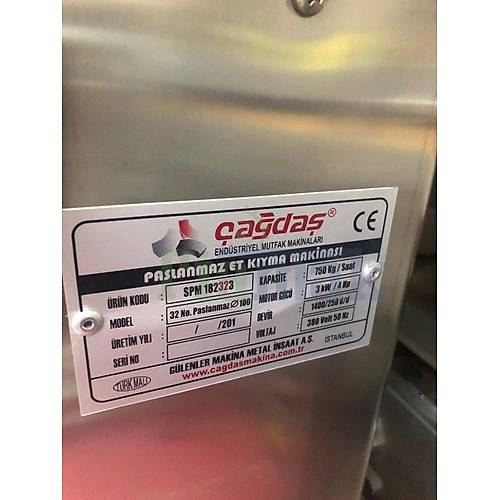 çağdaş®
ENDÜSTRİYEL MUTFAK MAKİNALARI
CE
PASLANMAZ ET KIYMA MAKİNASI
ÜRÜN KODU SPM 182323 KAPASİTE 750 Kg / Saat
MODEL 32 No. Paslanmaz Ø100 MOTOR GÜCÜ 3 kW / 4 Hp
ÜRETİM YILI / /201 DEVİR 1400/250 d/d
SERİ NO VOLTAJ 380 Volt 50 Hz
GÜLENLER MAKİNA METAL İNŞAAT A.Ş. İSTANBUL
TÜRK MALI www.cagdasmakina.com.tr